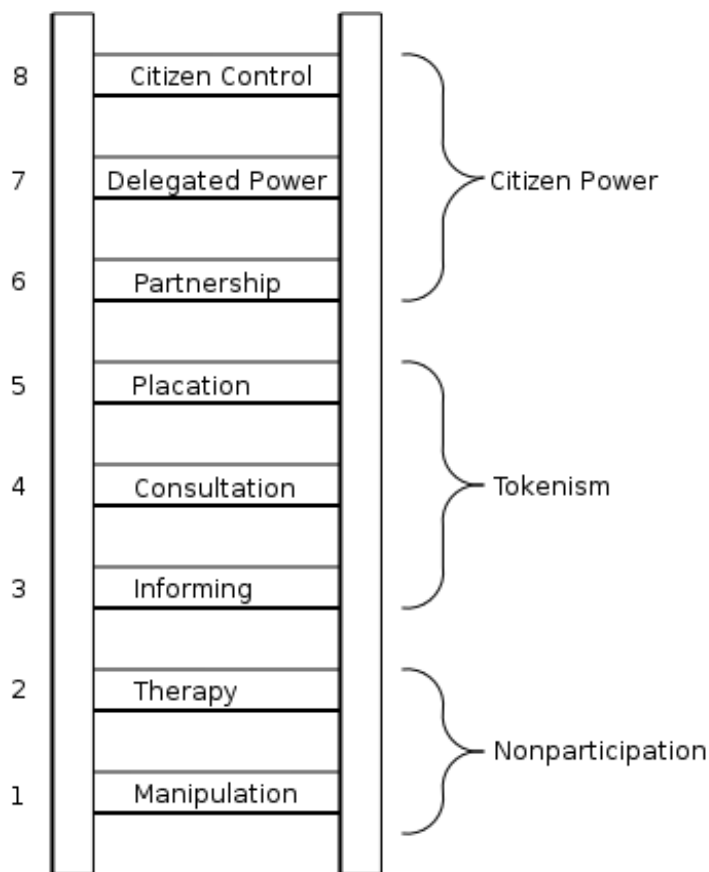 8 Citizen Control
7 Delegated Power Citizen Power
6 Partnership
5 Placation
4 Consultation Tokenism
3 Informing
2 Therapy
Nonparticipation
1 Manipulation